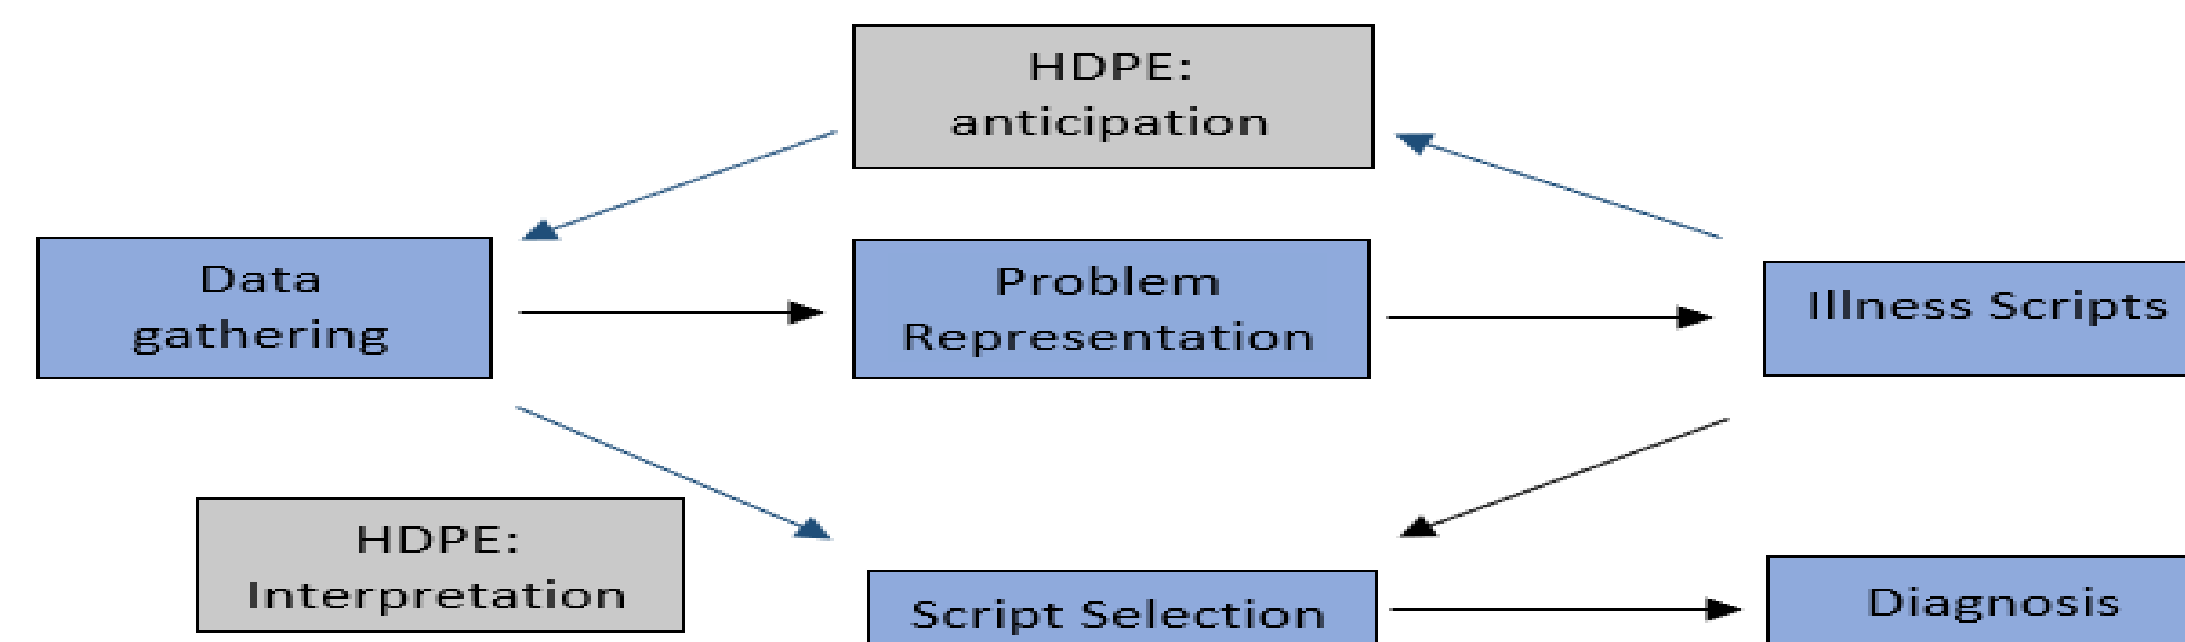 HDPE:
anticipation
Data
gathering
Problem
Representation
Illness Scripts
HDPE:
Interpretation
Script Selection
Diagnosis